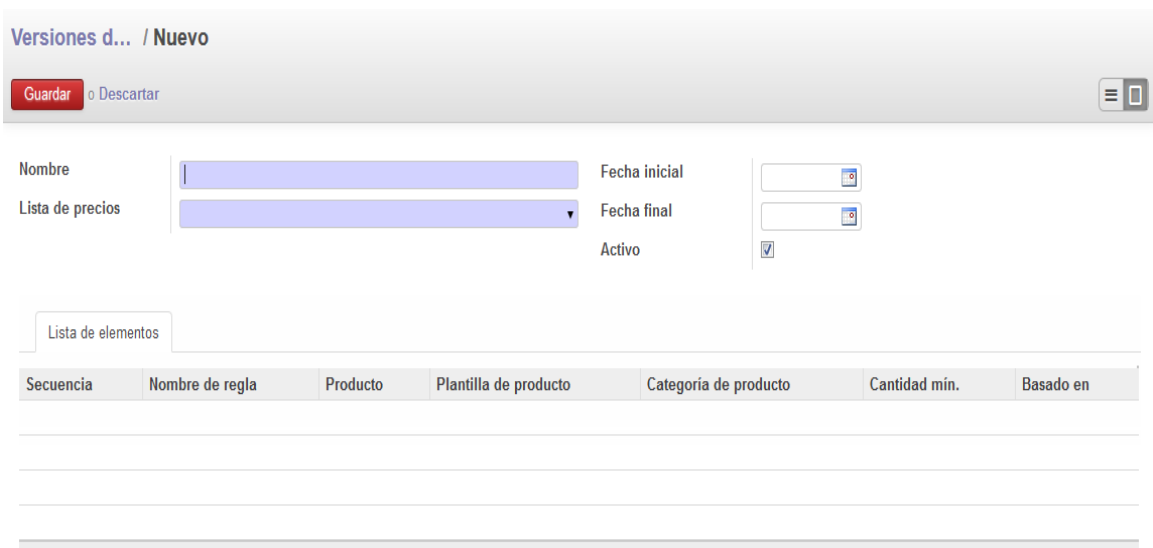 Versiones d... / Nuevo
Guardar o Descartar
Nombre
Lista de precios
Fecha inicial
Fecha final
Activo
Lista de elementos
Secuencia Nombre de regla Producto Plantilla de producto Categoría de producto Cantidad mín. Basado en